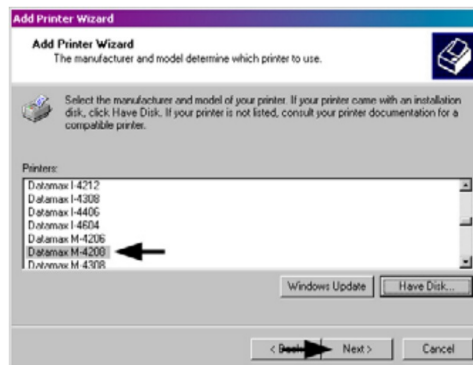 Add Printer Wizard
Add Printer Wizard
The manufacturer and model determine which printer to use.
Select the manufacturer and model of your printer. If your printer came with an installation
disk, click Have Disk. If your printer is not listed, consult your printer documentation for a
compatible printer.
Printers:
Datamax I-4212
Datamax I-4308
Datamax I-4406
Datamax I-4604
Datamax M-4206
Datamax M-4208
Datamax M-4308
Windows Update
Have Disk...
< Back
Next >
Cancel